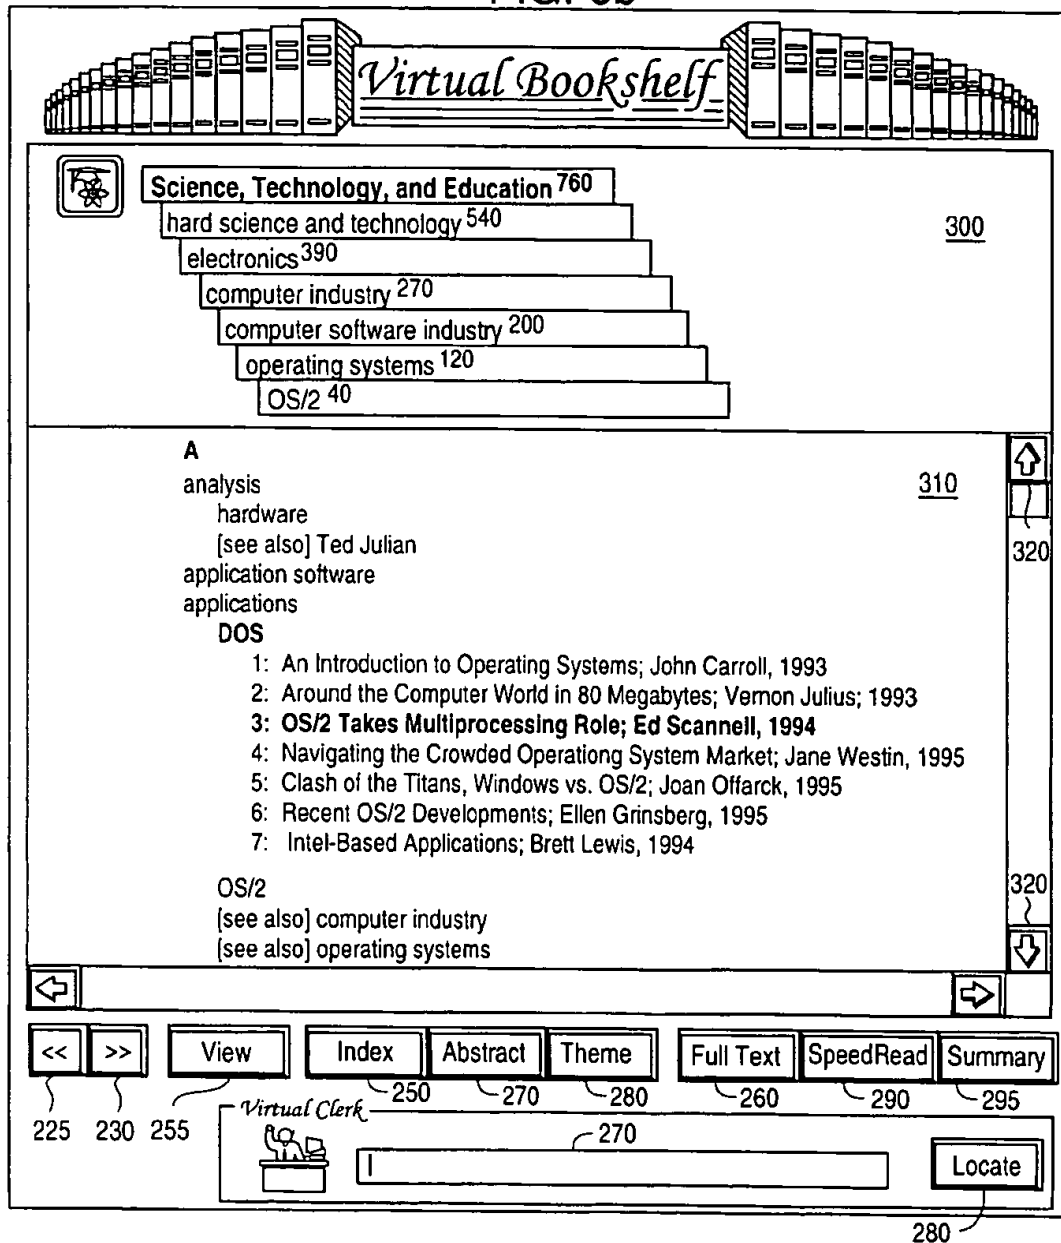 Virtual Bookshelf
Science, Technology, and Education 760
hard science and technology 540
300
electronics 390
computer industry 270
computer software industry 200
operating systems 120
OS/2 40
A
analysis
310
hardware
[see also] Ted Julian
320
application software
applications
DOS
1: An Introduction to Operating Systems; John Carroll, 1993
2: Around the Computer World in 80 Megabytes; Vernon Julius; 1993
3: OS/2 Takes Multiprocessing Role; Ed Scannell, 1994
4: Navigating the Crowded Operationg System Market; Jane Westin, 1995
5: Clash of the Titans, Windows vs. OS/2; Joan Offarck, 1995
6: Recent OS/2 Developments; Ellen Grinsberg, 1995
7: Intel-Based Applications; Brett Lewis, 1994
OS/2
320
[see also] computer industry
[see also] operating systems
<< >> View Index Abstract Theme Full Text SpeedRead Summary
250 270 280 260 290 295
225 230 255
Virtual Clerk
270
Locate
280